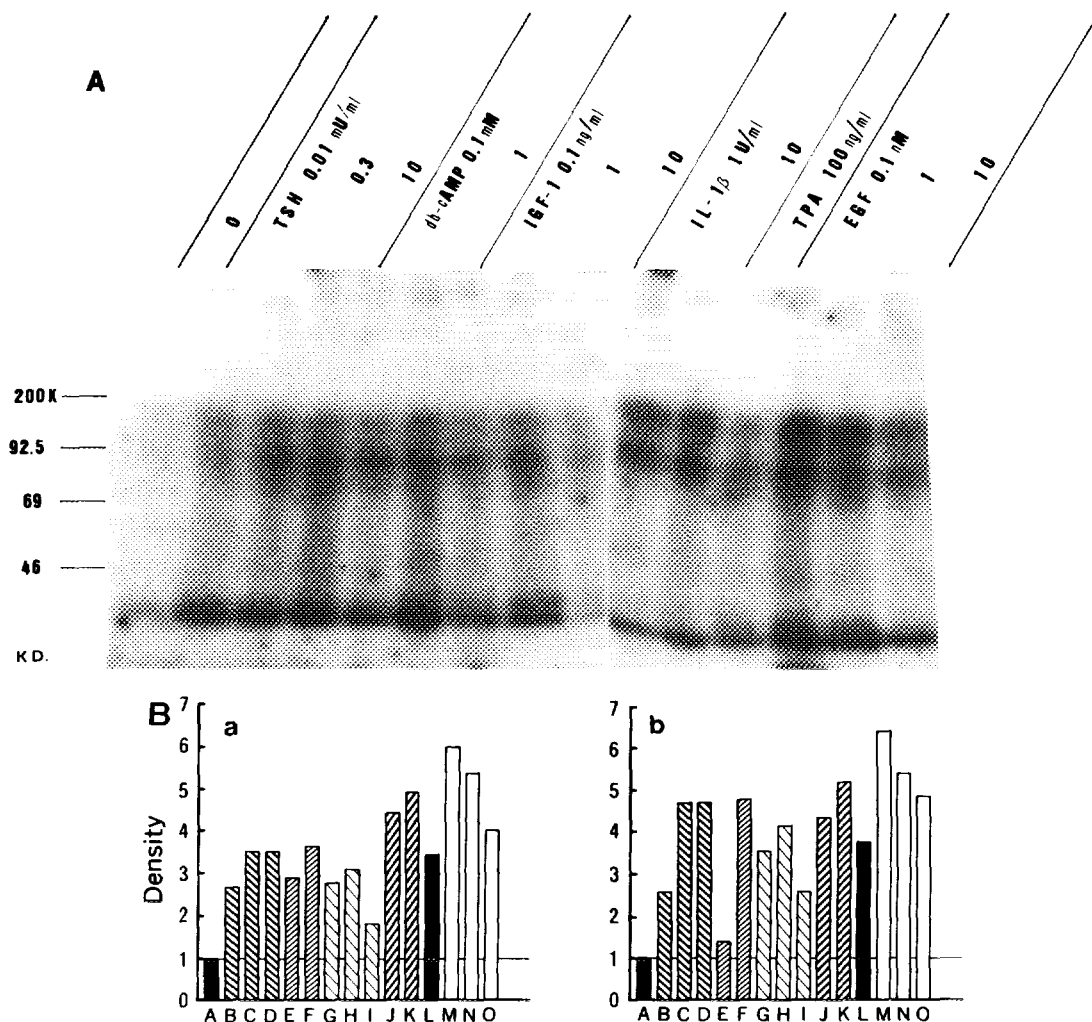 A
0
TSH 0.01 mU/ml
0.3
10
db-cAMP 0.1 mM
1
IGF-1 0.1 ng/ml
1
10
IL-1β 1 U/ml
10
TPA 100 ng/ml
EGF 0.1 nM
1
10
200K
92.5
69
46
KD.
B
a
Density
7
6
5
4
3
2
1
0
A B C D E F G H I J K L M N O
b
7
6
5
4
3
2
1
0
A B C D E F G H I J K L M N O